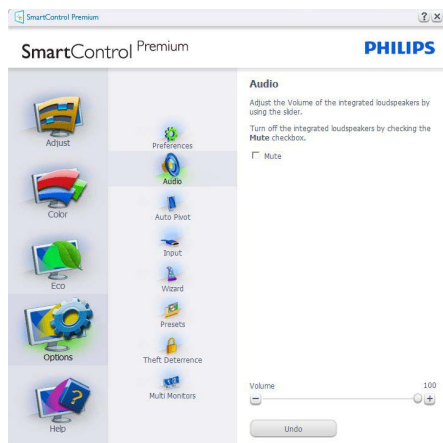 SmartControl Premium
? ×
SmartControl Premium
PHILIPS
Adjust
Color
Eco
Options
Help
Preferences
Audio
Auto Pivot
Input
Wizard
Presets
Theft Deterrence
Multi Monitors
Audio
Adjust the Volume of the integrated loudspeakers by
using the slider.
Turn off the integrated loudspeakers by checking the
Mute checkbox.
Mute
Volume 100
Undo